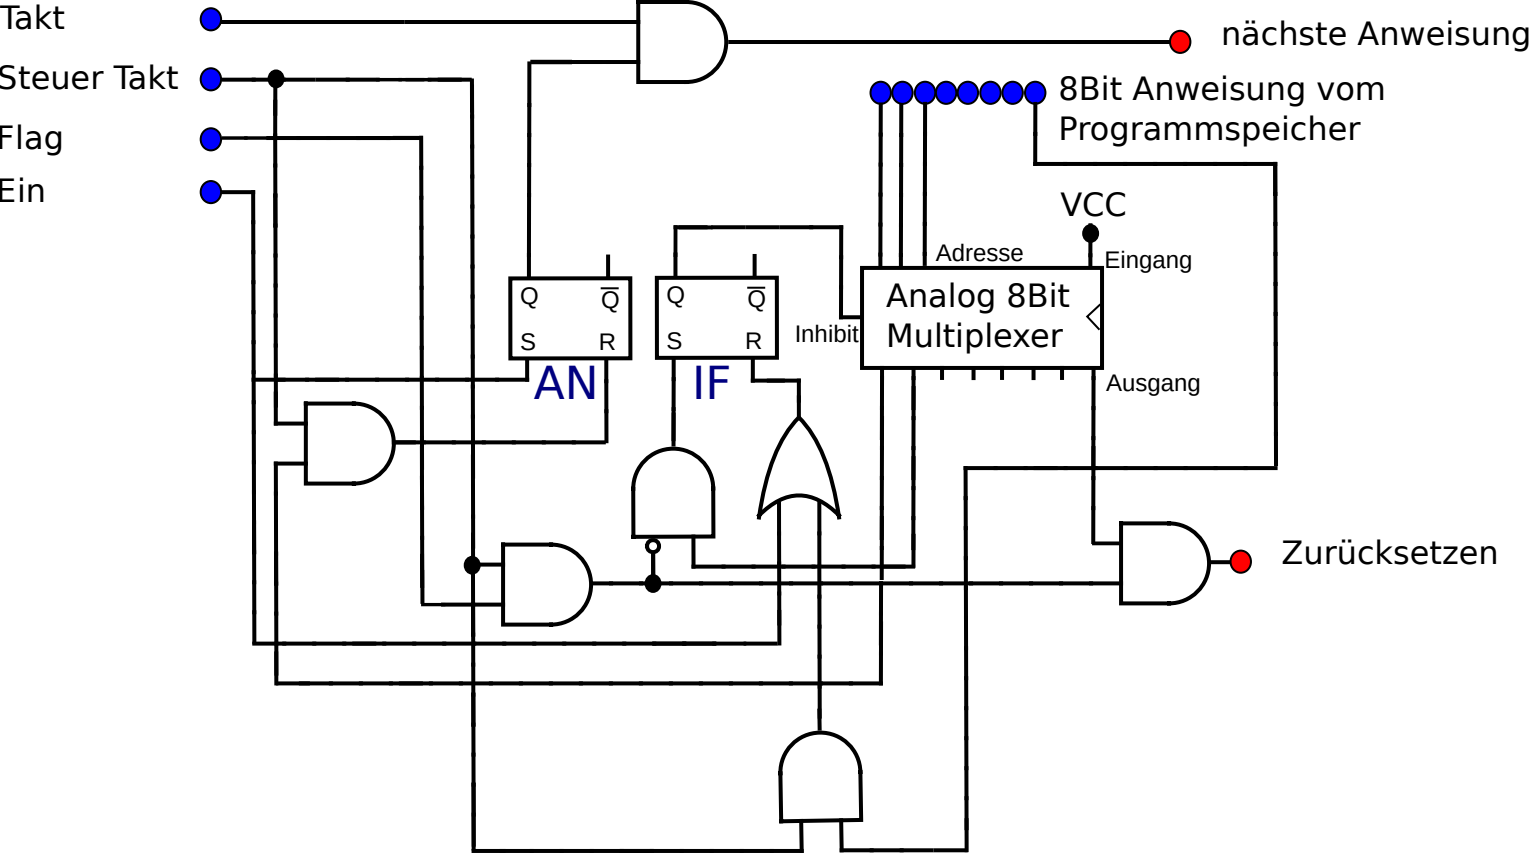 Takt
nächste Anweisung
Steuer Takt
8Bit Anweisung vom
Programmspeicher
Flag
Ein
VCC
Adresse
Eingang
Q Q̅
S R
AN
Q Q̅
S R
IF
Inhibit
Analog 8Bit
Multiplexer
Ausgang
Zurücksetzen